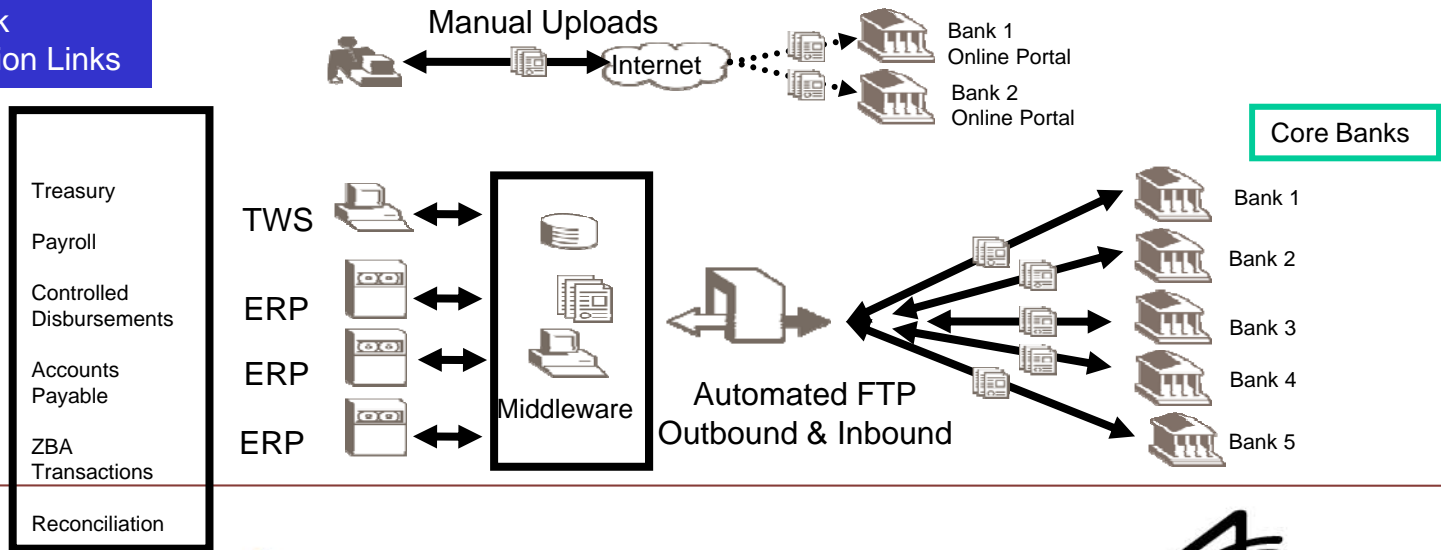 ion Links
Manual Uploads
Internet
Bank 1
Online Portal
Bank 2
Online Portal
Core Banks
Treasury
Payroll
Controlled
Disbursements
Accounts
Payable
ZBA
Transactions
Reconciliation
TWS
ERP
ERP
ERP
Middleware
Automated FTP
Outbound & Inbound
Bank 1
Bank 2
Bank 3
Bank 4
Bank 5